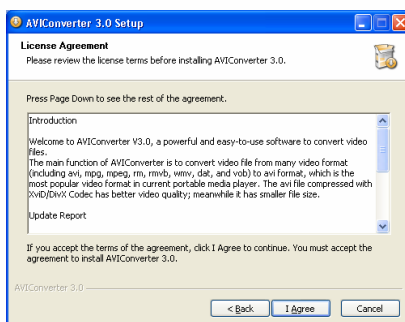 AVIConverter 3.0 Setup
License Agreement
Please review the license terms before installing AVIConverter 3.0.
Press Page Down to see the rest of the agreement.
Introduction
Welcome to AVIConverter V3.0, a powerful and easy-to-use software to convert video
files.
The main function of AVIConverter is to convert video file from many video format
(including avi, mpg, mpeg, rm, rmvb, wmv, dat, and vob) to avi format, which is the
most popular video format in current portable media player. The avi file compressed with
XviD/DivX Codec has better video quality; meanwhile it has smaller file size.
Update Report
If you accept the terms of the agreement, click I Agree to continue. You must accept the
agreement to install AVIConverter 3.0.
AVIConverter 3.0
< Back
I Agree
Cancel